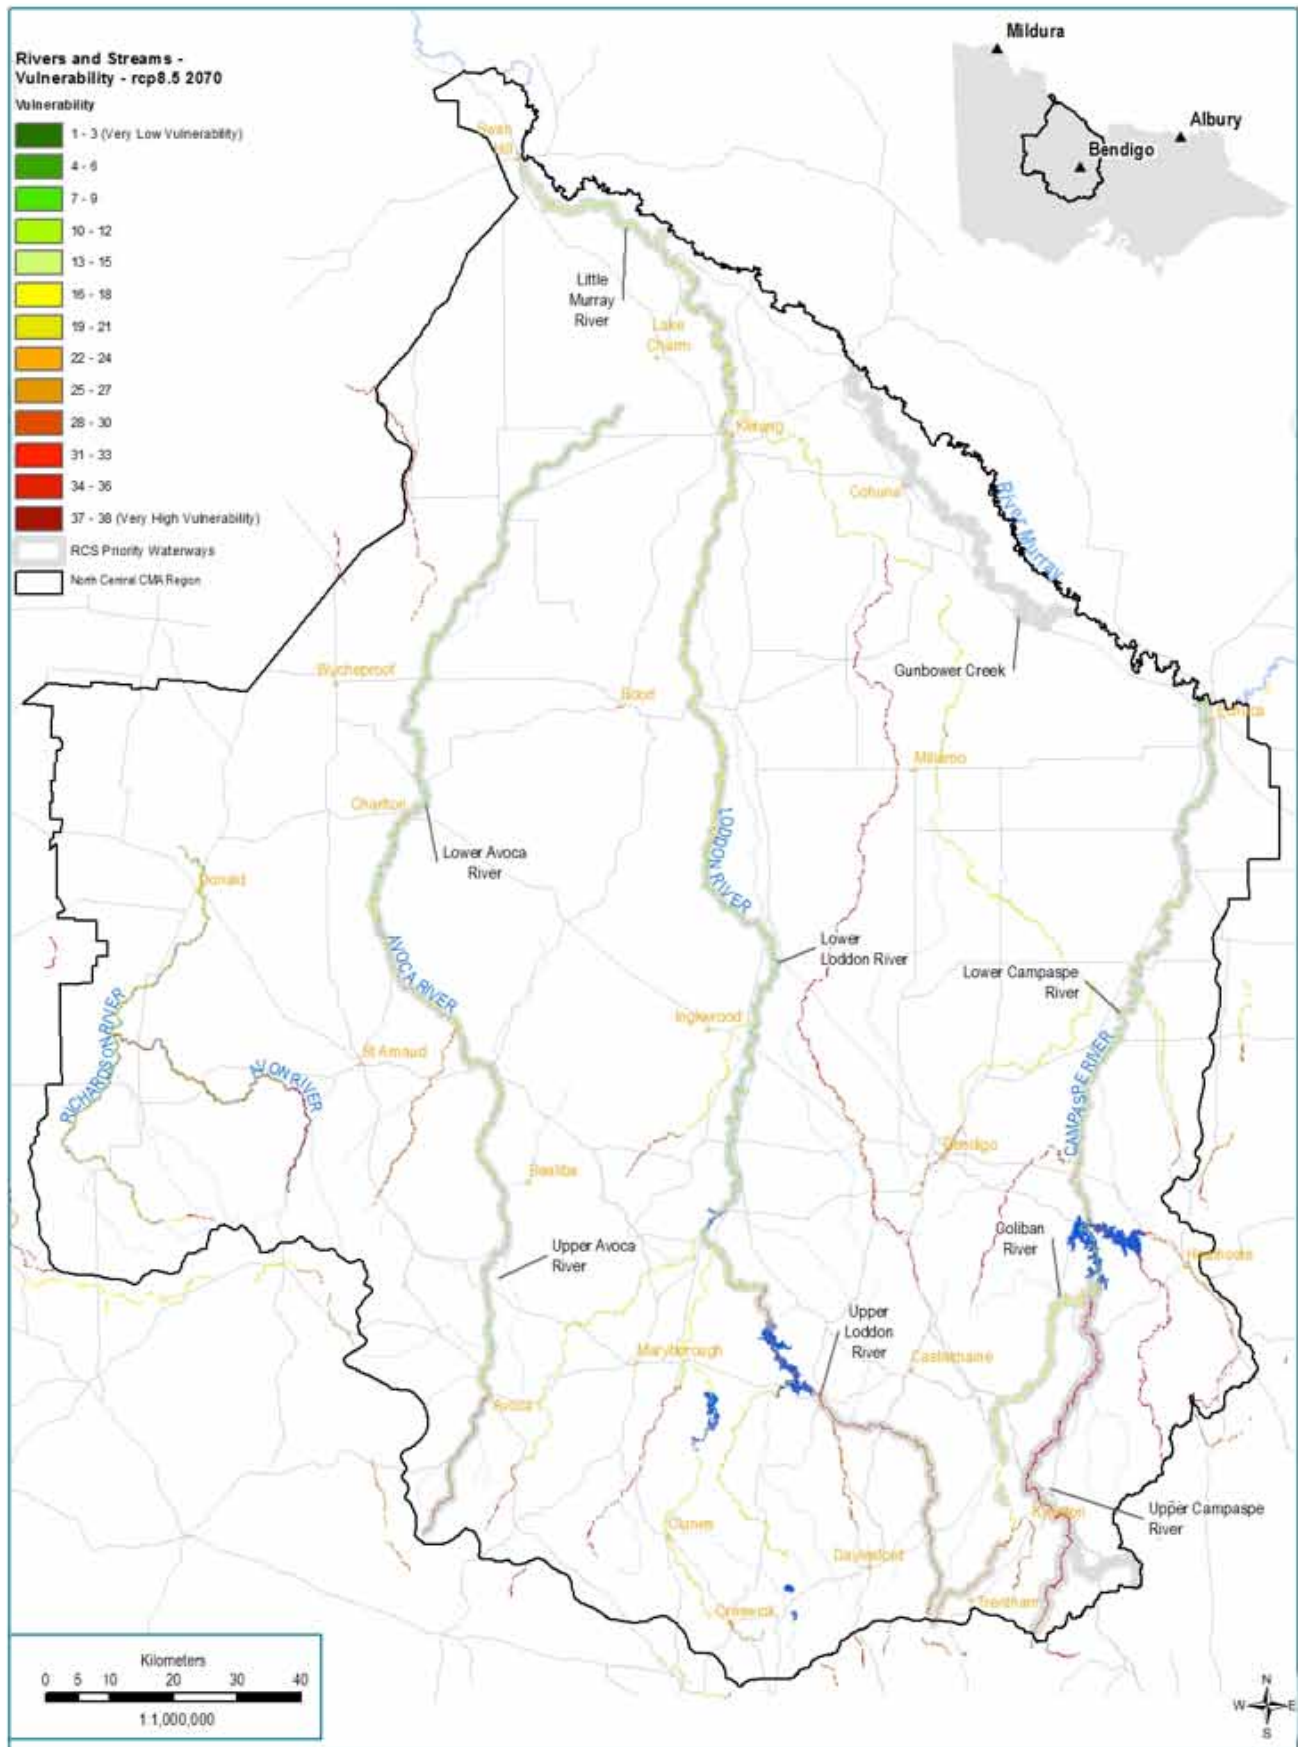 Rivers and Streams -
Vulnerability - rcp8.5 2070
Vulnerability
1 - 3 (Very Low Vulnerability)
4 - 6
7 - 9
10 - 12
13 - 15
16 - 18
19 - 21
22 - 24
25 - 27
28 - 30
31 - 33
34 - 36
37 - 38 (Very High Vulnerability)
RCS Priority Waterways
North Central CMA Region
Mildura
Albury
Bendigo
Swan
Hill
Little
Murray
River
Lake
Charm
Kerang
Cohuna
River Murray
Gunbower Creek
Wycheproof
Boort
Echuca
Mitiamo
Charlton
Lower Avoca
River
LODDON RIVER
Donald
AVOCA RIVER
Lower
Loddon River
Lower Campaspe
River
Inglewood
St Arnaud
RICHARDSON RIVER
AVON RIVER
CAMPASPE RIVER
Bendigo
Bealiba
Coliban
River
Upper Avoca
River
Heathcote
Upper
Loddon
River
Maryborough
Castlemaine
Avoca
Kyneton
Upper Campaspe
River
Clunes
Daylesford
Trentham
Creswick
Kilometers
0 5 10 20 30 40
1:1,000,000
N
W E
S